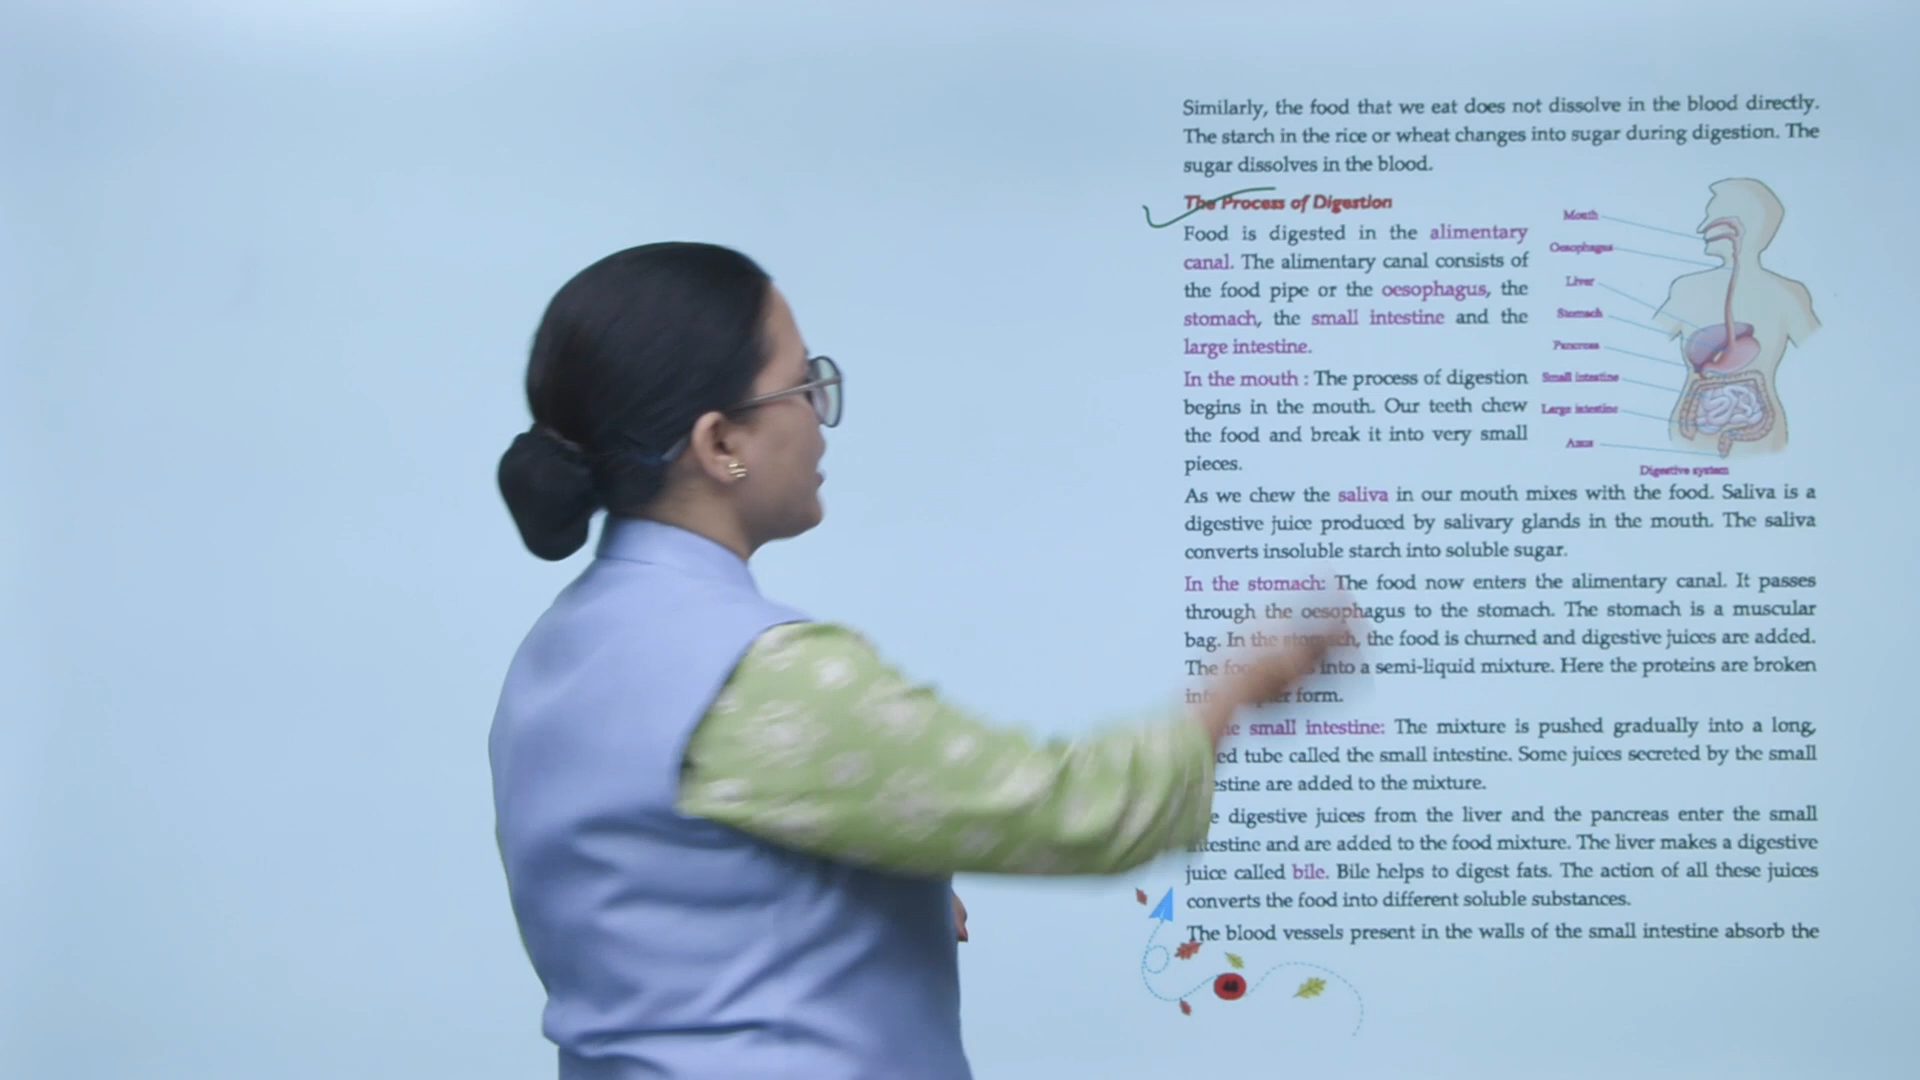 Similarly, the food that we eat does not dissolve in the blood directly.
The starch in the rice or wheat changes into sugar during digestion. The
sugar dissolves in the blood.
The Process of Digestion
Food is digested in the alimentary
canal. The alimentary canal consists of
the food pipe or the oesophagus, the
stomach, the small intestine and the
large intestine.
In the mouth : The process of digestion
begins in the mouth. Our teeth chew
the food and break it into very small
pieces.
Mouth
Oesophagus
Liver
Stomach
Pancreas
Small intestine
Large intestine
Anus
Digestive system
As we chew the saliva in our mouth mixes with the food. Saliva is a
digestive juice produced by salivary glands in the mouth. The saliva
converts insoluble starch into soluble sugar.
In the stomach: The food now enters the alimentary canal. It passes
through the oesophagus to the stomach. The stomach is a muscular
bag. In the stomach, the food is churned and digestive juices are added.
The into a semi-liquid mixture. Here the proteins are broken
form.
small intestine: The mixture is pushed gradually into a long,
tube called the small intestine. Some juices secreted by the small
are added to the mixture.
digestive juices from the liver and the pancreas enter the small
intestine and are added to the food mixture. The liver makes a digestive
juice called bile. Bile helps to digest fats. The action of all these juices
converts the food into different soluble substances.
The blood vessels present in the walls of the small intestine absorb the
48